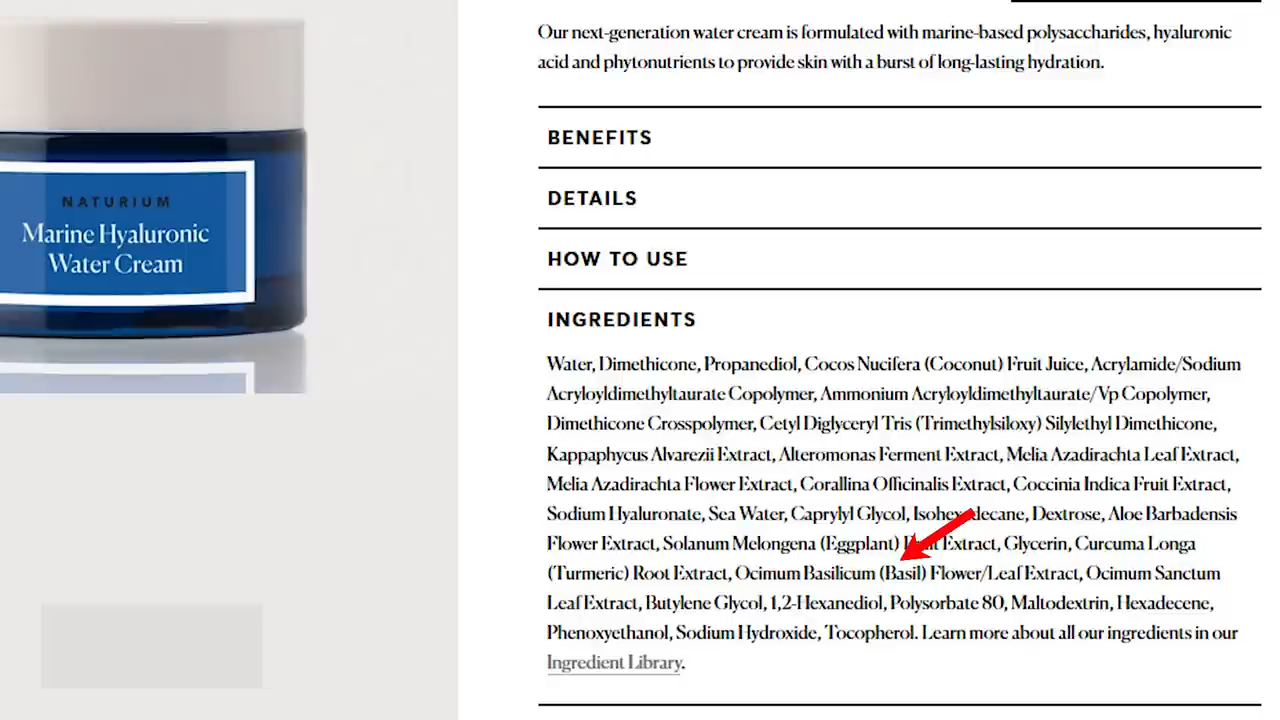 Our next-generation water cream is formulated with marine-based polysaccharides, hyaluronic
acid and phytonutrients to provide skin with a burst of long-lasting hydration.
BENEFITS
DETAILS
HOW TO USE
INGREDIENTS
Water, Dimethicone, Propanediol, Cocos Nucifera (Coconut) Fruit Juice, Acrylamide/Sodium
Acryloyldimethyltaurate Copolymer, Ammonium Acryloyldimethyltaurate/Vp Copolymer,
Dimethicone Crosspolymer, Cetyl Diglyceryl Tris (Trimethylsiloxy) Silylethyl Dimethicone,
Kappaphycus Alvarezii Extract, Alteromonas Ferment Extract, Melia Azadirachta Leaf Extract,
Melia Azadirachta Flower Extract, Corallina Officinalis Extract, Coccinia Indica Fruit Extract,
Sodium Hyaluronate, Sea Water, Caprylyl Glycol, Isohexadecane, Dextrose, Aloe Barbadensis
Flower Extract, Solanum Melongena (Eggplant) Fruit Extract, Glycerin, Curcuma Longa
(Turmeric) Root Extract, Ocimum Basilicum (Basil) Flower/Leaf Extract, Ocimum Sanctum
Leaf Extract, Butylene Glycol, 1,2-Hexanediol, Polysorbate 80, Maltodextrin, Hexadecene,
Phenoxyethanol, Sodium Hydroxide, Tocopherol. Learn more about all our ingredients in our
Ingredient Library.
NATURIUM
Marine Hyaluronic
Water Cream